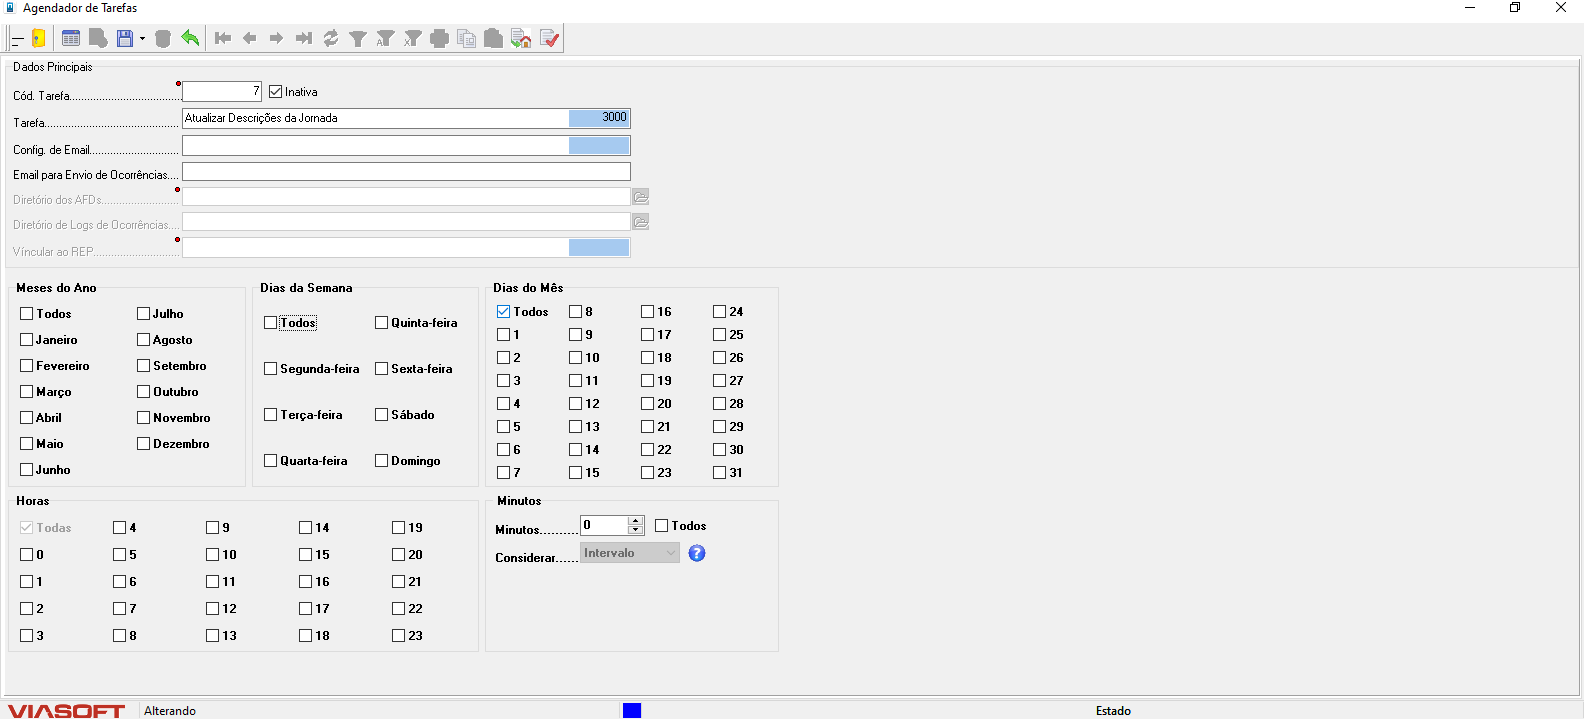 Agendador de Tarefas
Dados Principais
Cód. Tarefa 7 Inativa
Tarefa Atualizar Descrições da Jornada 3000
Config. de Email
Email para Envio de Ocorrências
Diretório dos AFDs
Diretório de Logs de Ocorrências
Víncular ao REP
Meses do Ano
Todos Julho
Janeiro Agosto
Fevereiro Setembro
Março Outubro
Abril Novembro
Maio Dezembro
Junho
Dias da Semana
Todos Quinta-feira
Segunda-feira Sexta-feira
Terça-feira Sábado
Quarta-feira Domingo
Dias do Mês
Todos 8 16 24
1 9 17 25
2 10 18 26
3 11 19 27
4 12 20 28
5 13 21 29
6 14 22 30
7 15 23 31
Horas
Todas 4 9 14 19
0 5 10 15 20
1 6 11 16 21
2 7 12 17 22
3 8 13 18 23
Minutos
Minutos 0 Todos
Considerar Intervalo ?
VIASOFT Alterando Estado